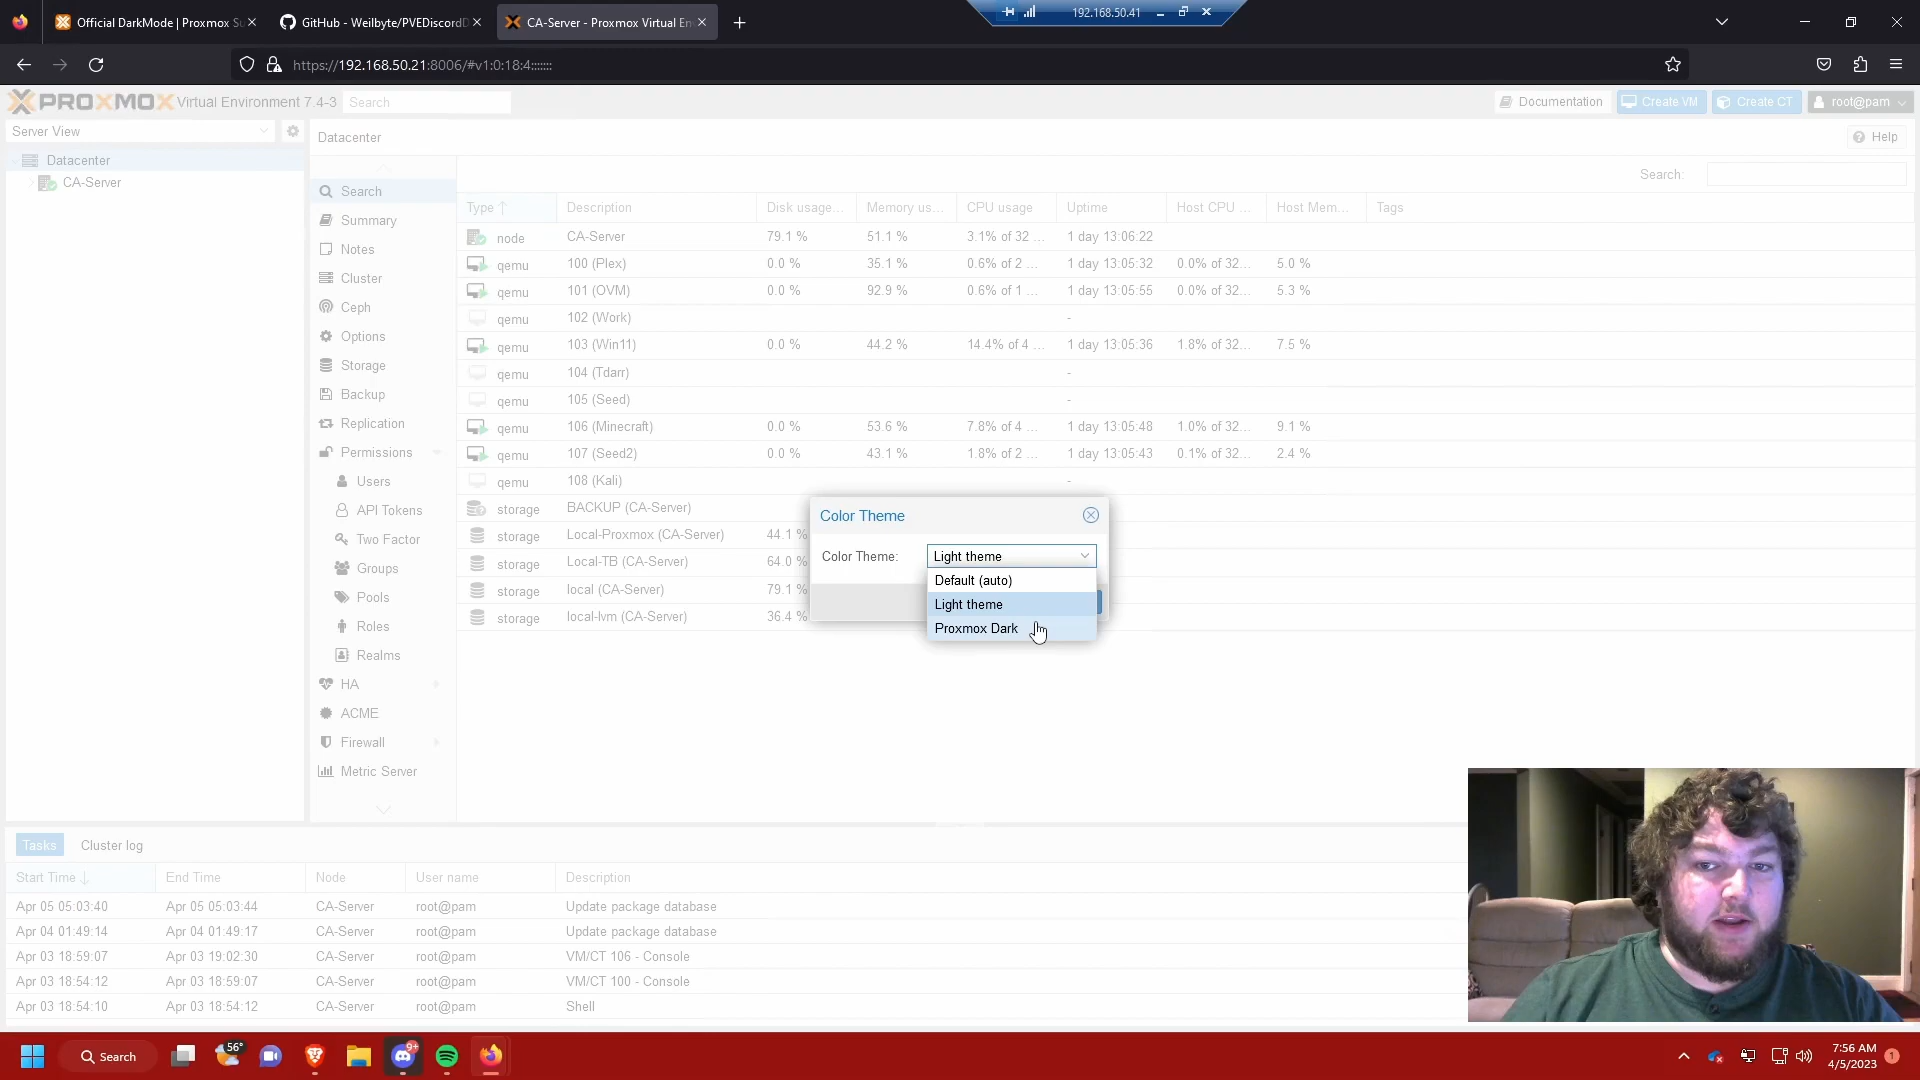 Official DarkMode | Proxmox Su
GitHub - Weilbyte/PVEDiscordD
CA-Server - Proxmox Virtual En
192.168.50.41
https://192.168.50.21:8006/#v1:0:18:4:::::::
PROXMOX Virtual Environment 7.4-3 Search
Documentation Create VM Create CT root@pam
Server View
Datacenter
Help
Datacenter
CA-Server
Search
Summary
Notes
Cluster
Ceph
Options
Storage
Backup
Replication
Permissions
Users
API Tokens
Two Factor
Groups
Pools
Roles
Realms
HA
ACME
Firewall
Metric Server
Search:
Type Description Disk usage... Memory us... CPU usage Uptime Host CPU ... Host Mem... Tags
node CA-Server 79.1 % 51.1 % 3.1% of 32 ... 1 day 13:06:22
qemu 100 (Plex) 0.0 % 35.1 % 0.6% of 2 ... 1 day 13:05:32 0.0% of 32... 5.0 %
qemu 101 (OVM) 0.0 % 92.9 % 0.6% of 1 ... 1 day 13:05:55 0.0% of 32... 5.3 %
qemu 102 (Work) -
qemu 103 (Win11) 0.0 % 44.2 % 14.4% of 4 ... 1 day 13:05:36 1.8% of 32... 7.5 %
qemu 104 (Tdarr) -
qemu 105 (Seed) -
qemu 106 (Minecraft) 0.0 % 53.6 % 7.8% of 4 ... 1 day 13:05:48 1.0% of 32... 9.1 %
qemu 107 (Seed2) 0.0 % 43.1 % 1.8% of 2 ... 1 day 13:05:43 0.1% of 32... 2.4 %
qemu 108 (Kali) -
storage BACKUP (CA-Server)
storage Local-Proxmox (CA-Server) 44.1 %
storage Local-TB (CA-Server) 64.0 %
storage local (CA-Server) 79.1 %
storage local-lvm (CA-Server) 36.4 %
Color Theme
Color Theme: Light theme
Default (auto)
Light theme
Proxmox Dark
Tasks Cluster log
Start Time End Time Node User name Description
Apr 05 05:03:40 Apr 05 05:03:44 CA-Server root@pam Update package database
Apr 04 01:49:14 Apr 04 01:49:17 CA-Server root@pam Update package database
Apr 03 18:59:07 Apr 03 19:02:30 CA-Server root@pam VM/CT 106 - Console
Apr 03 18:54:12 Apr 03 18:59:07 CA-Server root@pam VM/CT 100 - Console
Apr 03 18:54:10 Apr 03 18:54:12 CA-Server root@pam Shell
Search
56°
9+
7:56 AM
4/5/2023
1